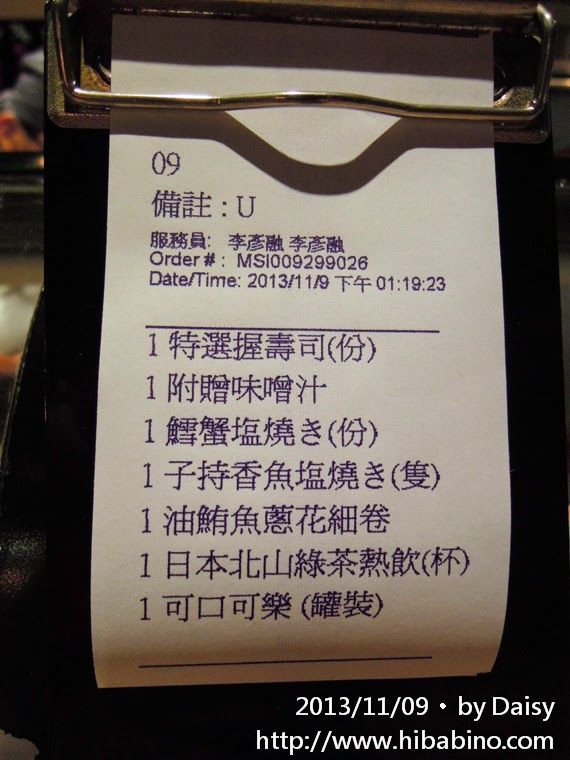 09
備註 : U
服務員: 李彥融 李彥融
Order # : MSI009299026
Date/Time: 2013/11/9 下午 01:19:23
1 特選握壽司(份)
1 附贈味噌汁
1 鱈蟹塩燒き(份)
1 子持香魚塩燒き(隻)
1 油鮪魚蔥花細卷
1 日本北山綠茶熱飲(杯)
1 可口可樂 (罐裝)
2013/11/09・by Daisy
http://www.hibabino.com